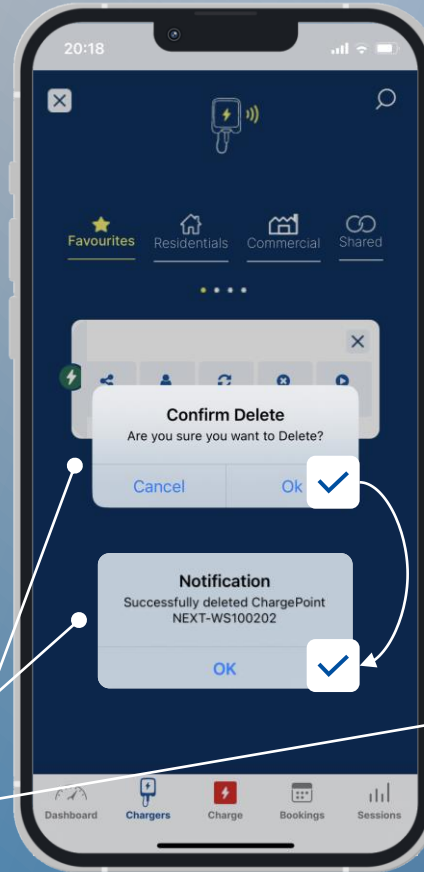 20:18
Favourites
Residentials
Commercial
Shared
Confirm Delete
Are you sure you want to Delete?
Cancel
Ok
Notification
Successfully deleted ChargePoint
NEXT-WS100202
OK
Dashboard
Chargers
Charge
Bookings
Sessions